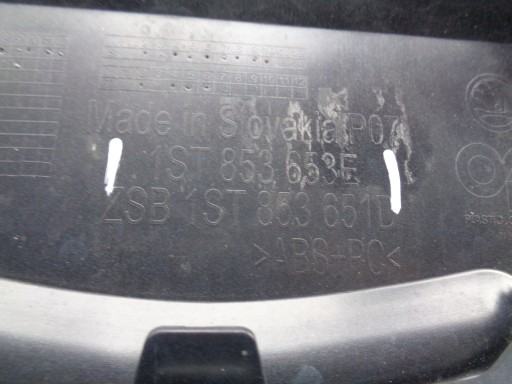 Made in Slovakia P07
1ST 853 653E
ZSB 1ST 853 651D
>ABS+PC<